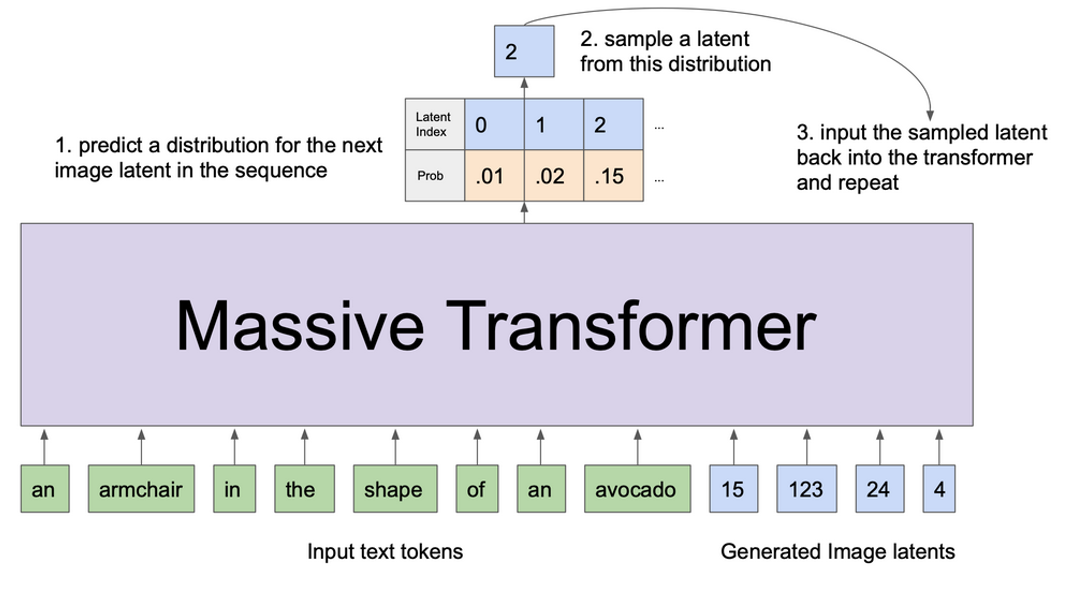 2
2. sample a latent
from this distribution
Latent
Index
0
1
2
...
Prob
.01
.02
.15
...
1. predict a distribution for the next
image latent in the sequence
3. input the sampled latent
back into the transformer
and repeat
Massive Transformer
an
armchair
in
the
shape
of
an
avocado
15
123
24
4
Input text tokens
Generated Image latents